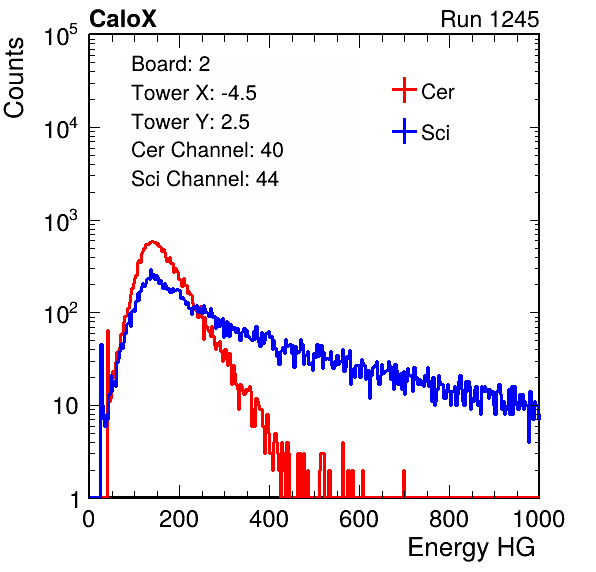 CaloX Run 1245
Counts
10^5
10^4
10^3
10^2
10
1
Board: 2
Tower X: -4.5
Tower Y: 2.5
Cer Channel: 40
Sci Channel: 44
Cer
Sci
0 200 400 600 800 1000
Energy HG